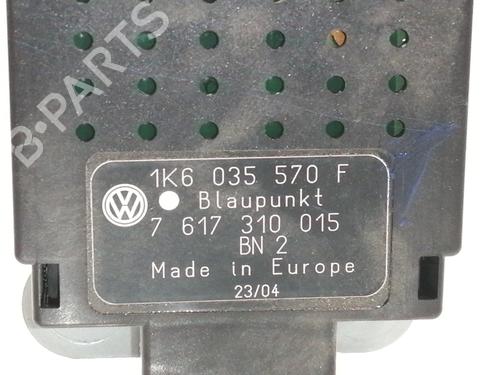 B-PARTS
1K6 035 570 F
Blaupunkt
7 617 310 015
BN 2
Made in Europe
23/04